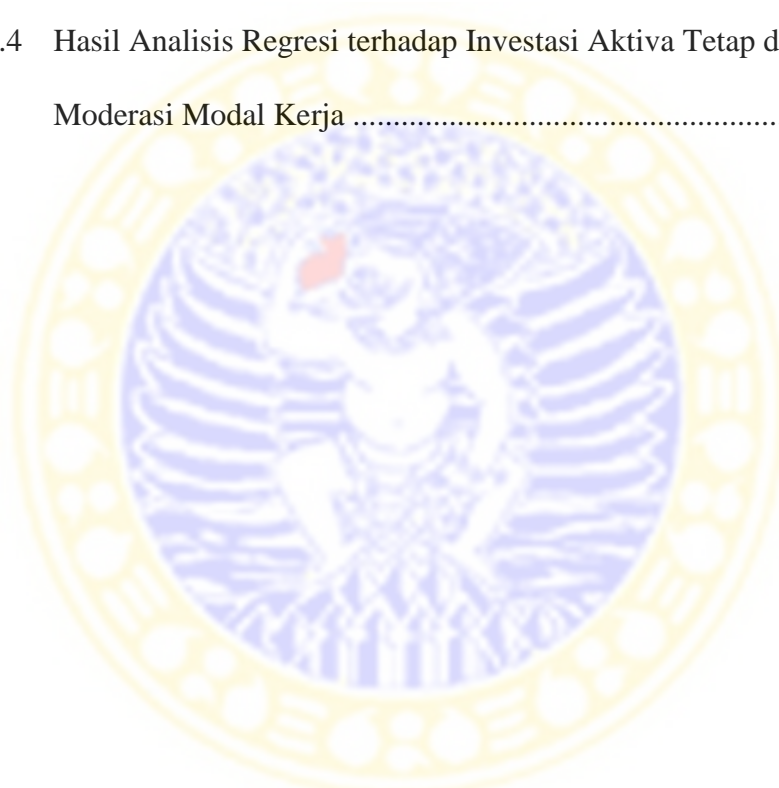 .4 Hasil Analisis Regresi terhadap Investasi Aktiva Tetap d
Moderasi Modal Kerja ..................................................